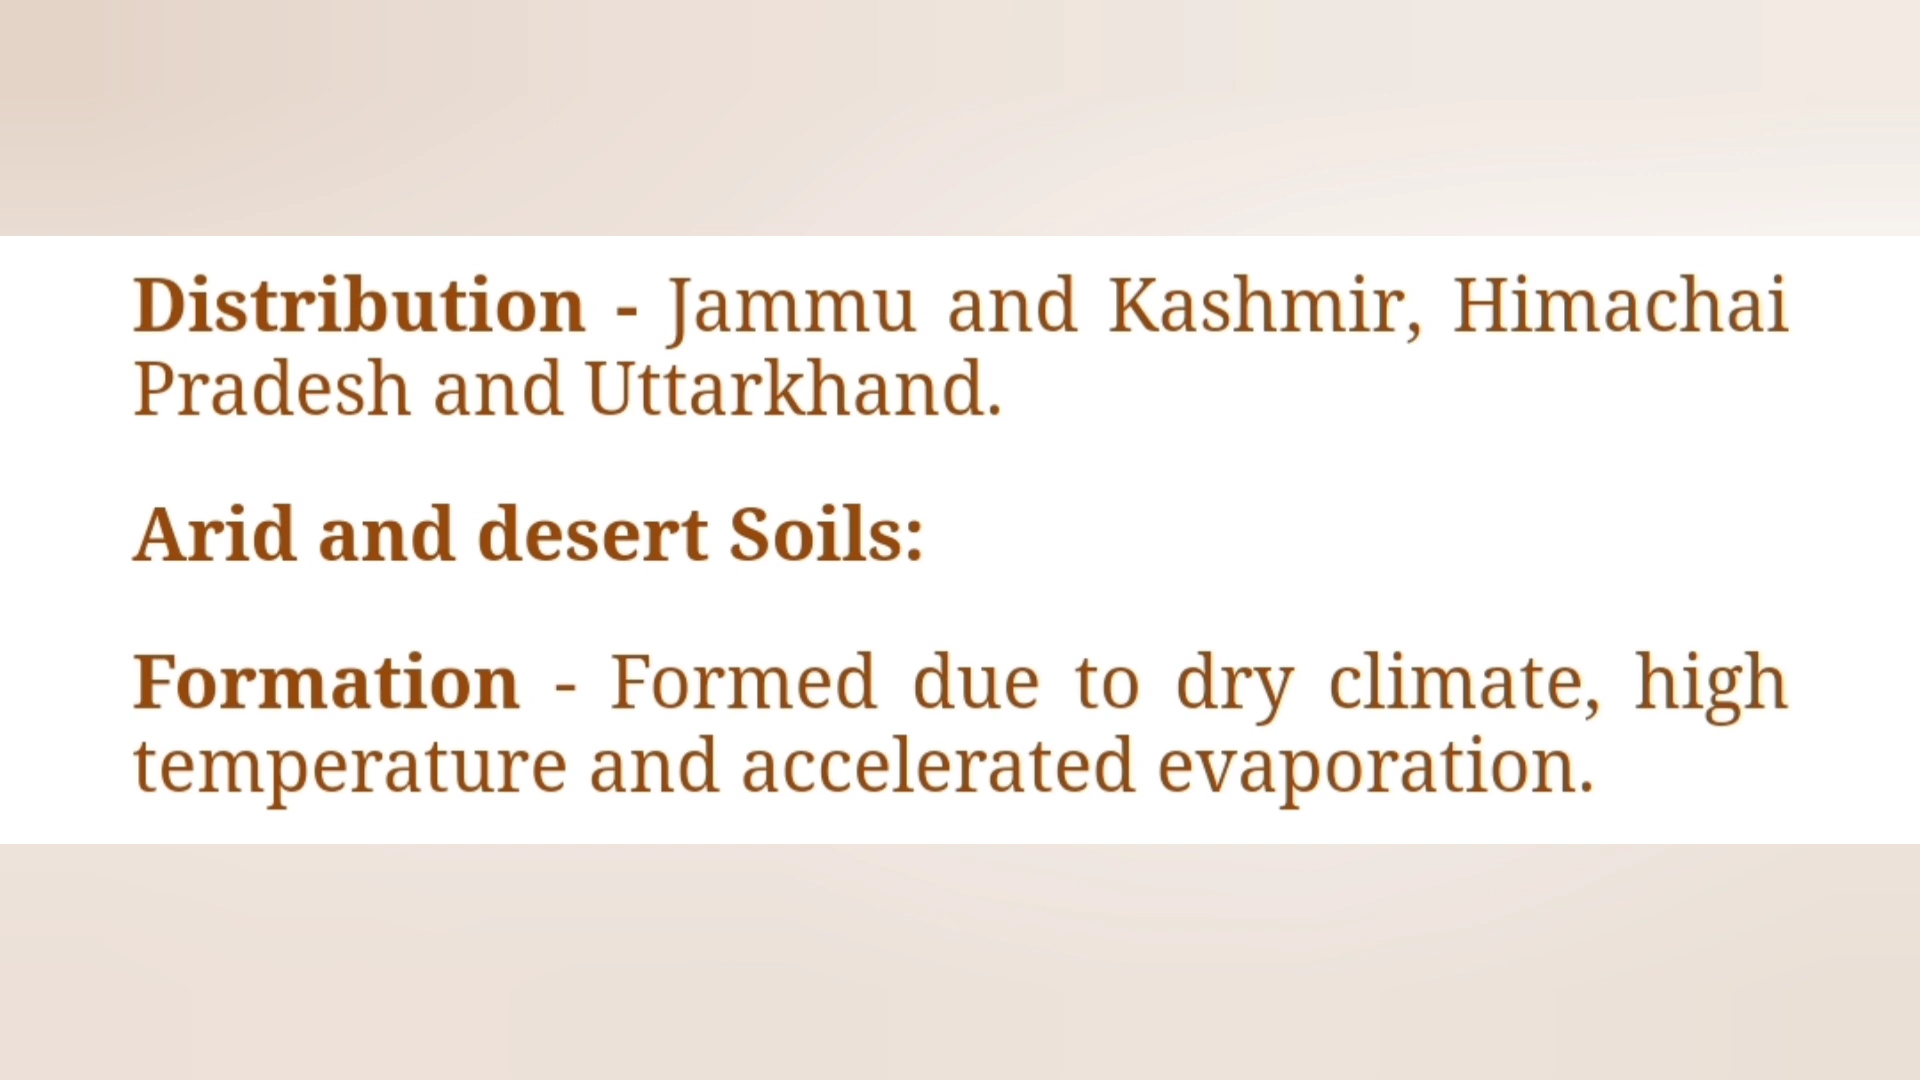 Distribution - Jammu and Kashmir, Himachai
Pradesh and Uttarkhand.
Arid and desert Soils:
Formation - Formed due to dry climate, high
temperature and accelerated evaporation.